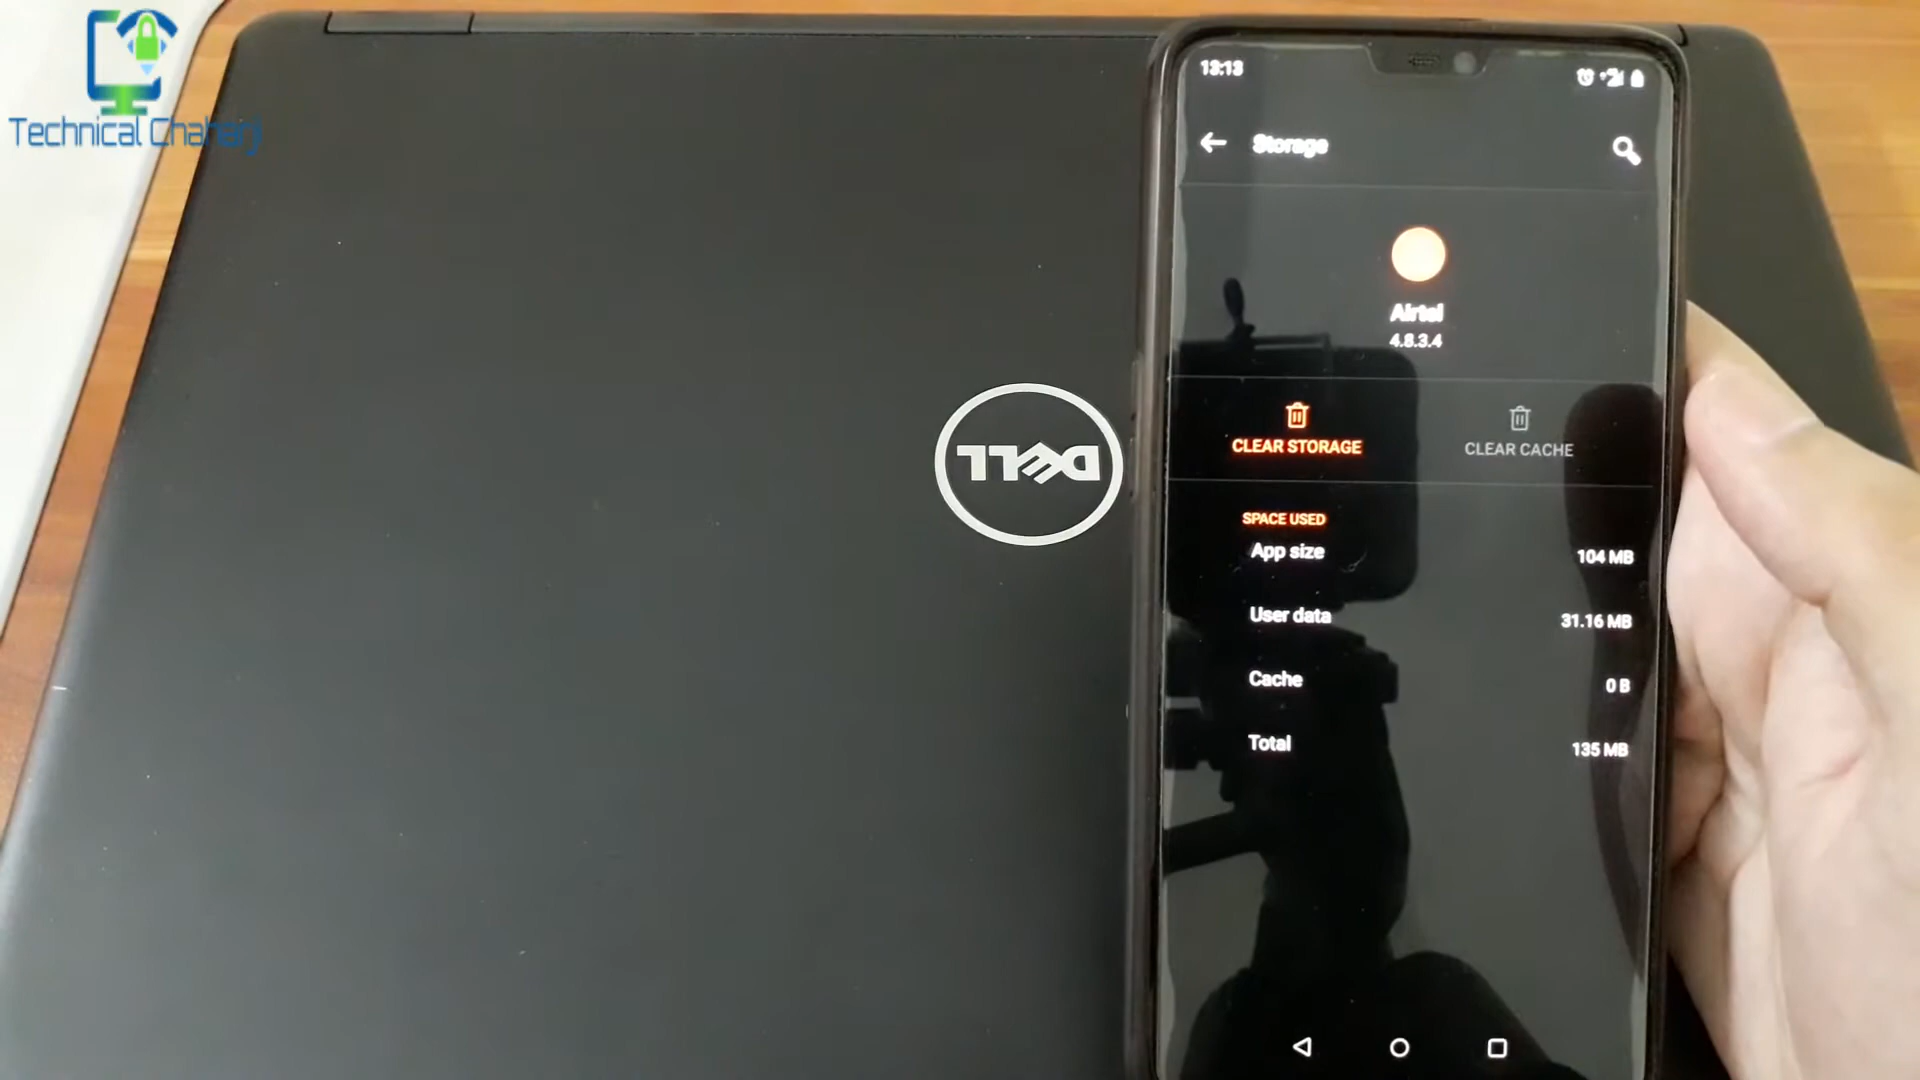 Technical Chaharji
13:13
Storage
Airtel
4.8.3.4
CLEAR STORAGE
CLEAR CACHE
SPACE USED
App size
104 MB
User data
31.16 MB
Cache
0 B
Total
135 MB
DELL